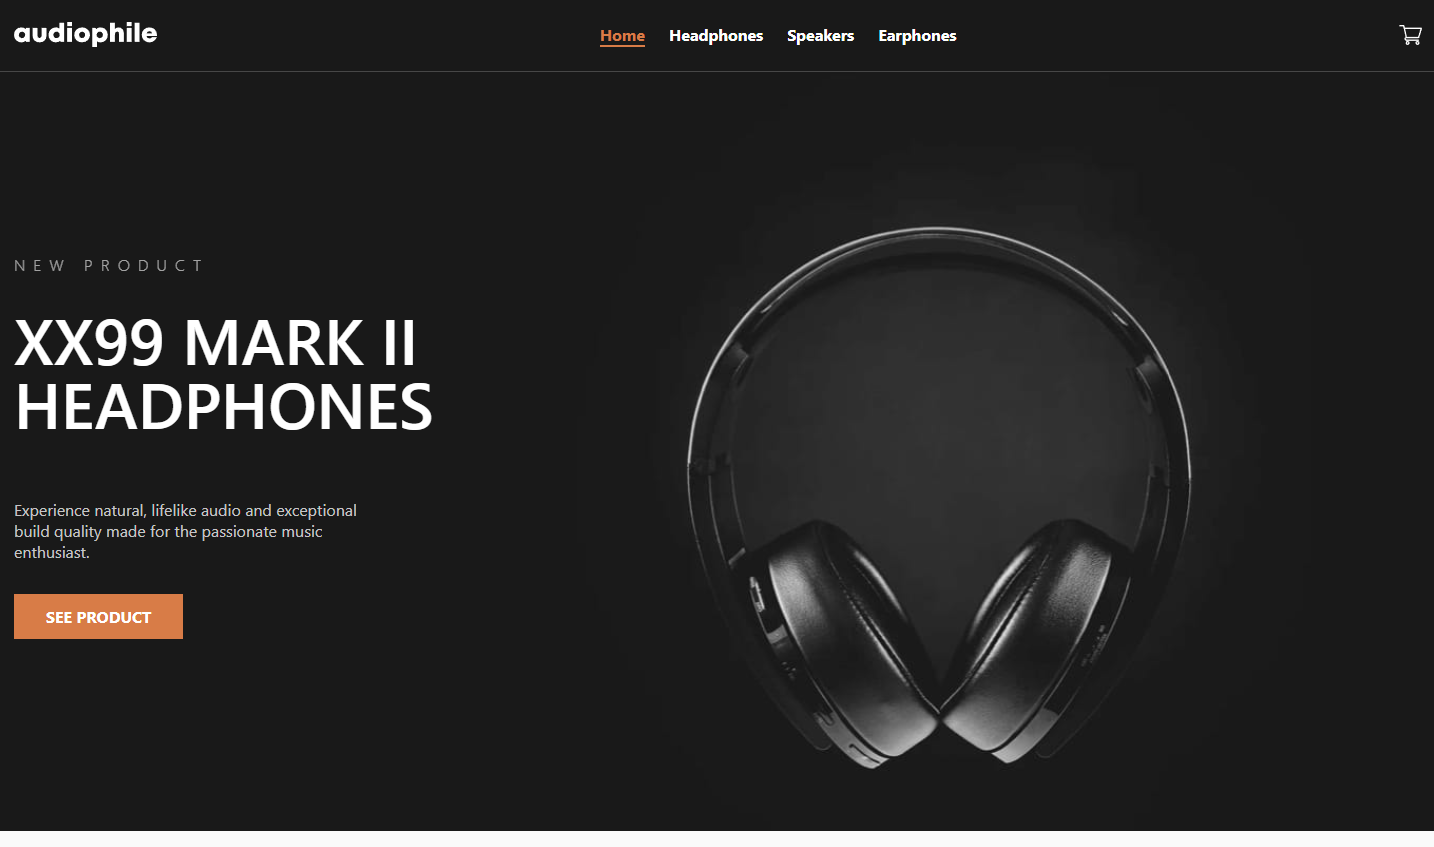 audiophile
Home Headphones Speakers Earphones
NEW PRODUCT
XX99 MARK II
HEADPHONES
Experience natural, lifelike audio and exceptional
build quality made for the passionate music
enthusiast.
SEE PRODUCT